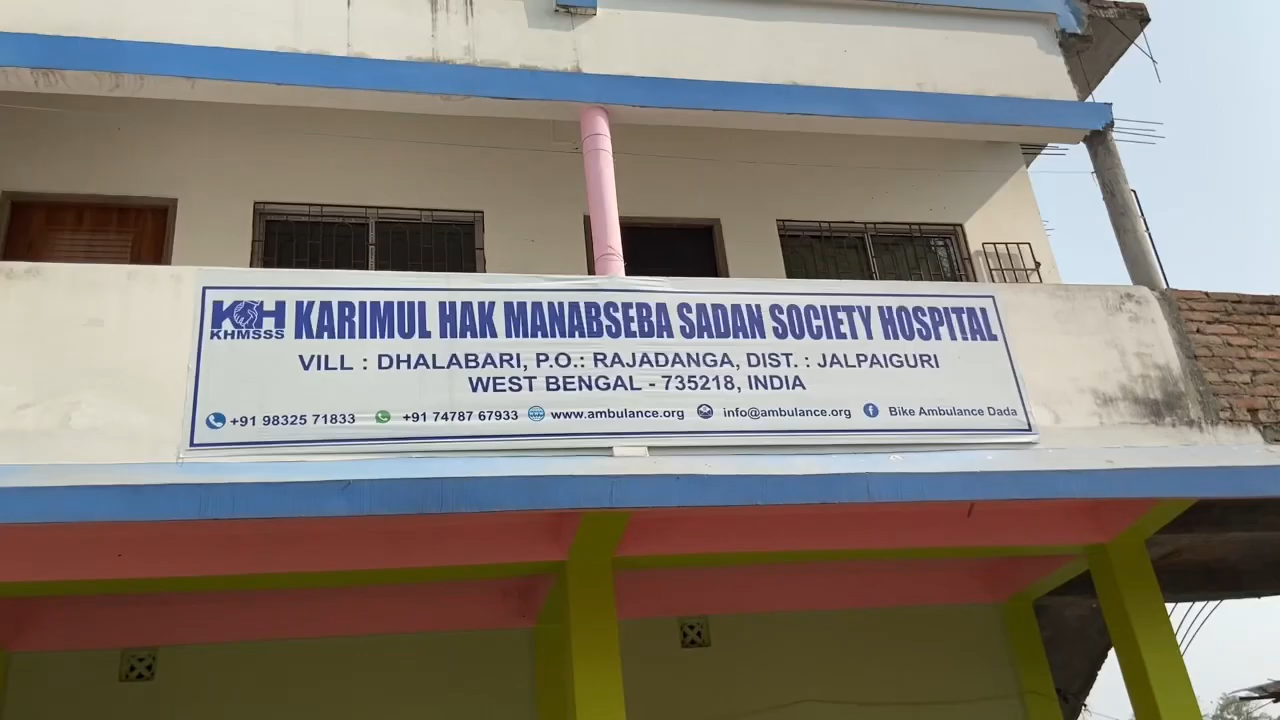 KH KARIMUL HAK MANABSEBA SADAN SOCIETY HOSPITAL
KHMSSS
VILL : DHALABARI, P.O.: RAJADANGA, DIST. : JALPAIGURI
WEST BENGAL - 735218, INDIA
+91 98325 71833 +91 74787 67933 www.ambulance.org info@ambulance.org Bike Ambulance Dada